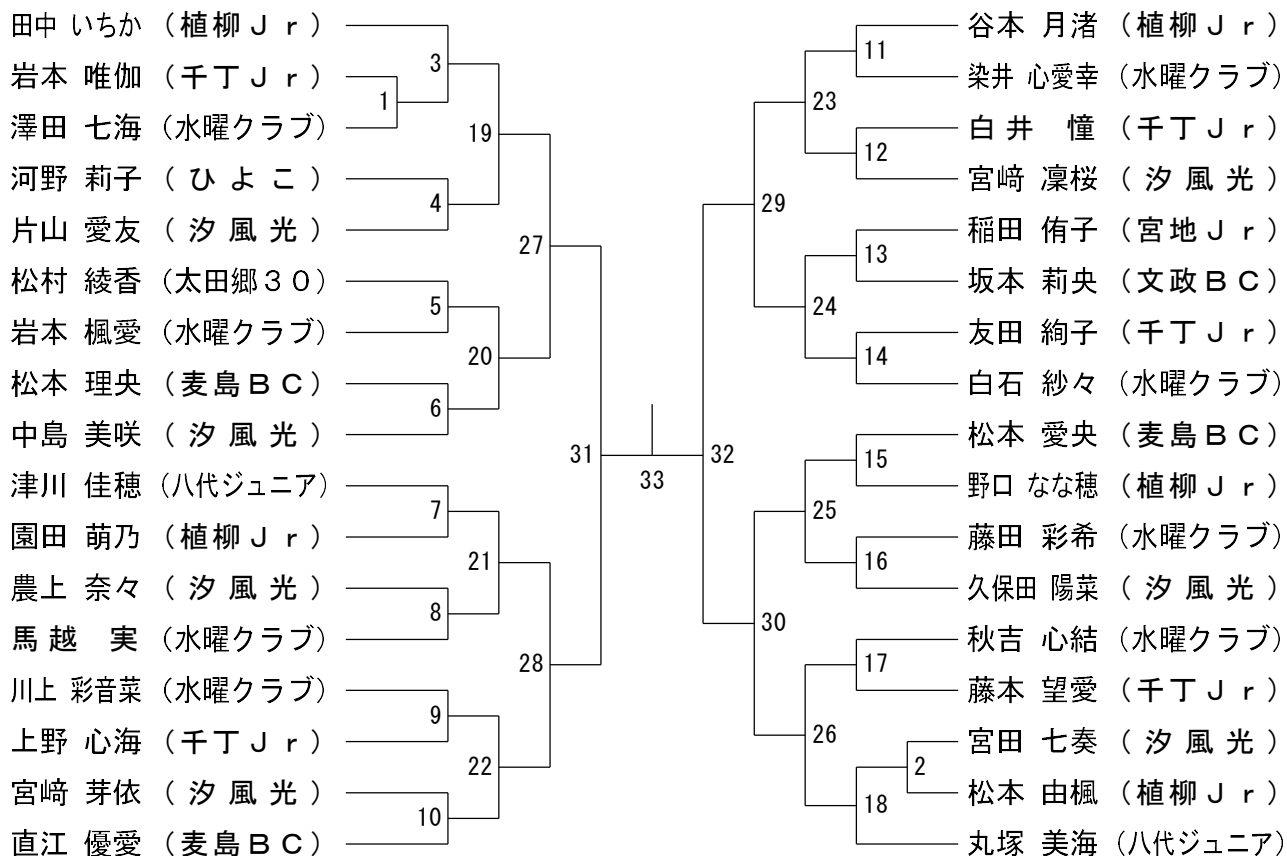 田中 いちか （植柳Ｊｒ）
岩本 唯伽 （千丁Ｊｒ）
澤田 七海 （水曜クラブ）
河野 莉子 （ひよこ）
片山 愛友 （汐風光）
松村 綾香 （太田郷３０）
岩本 楓愛 （水曜クラブ）
松本 理央 （麦島ＢＣ）
中島 美咲 （汐風光）
津川 佳穂 （八代ジュニア）
園田 萌乃 （植柳Ｊｒ）
農上 奈々 （汐風光）
馬越 実 （水曜クラブ）
川上 彩音菜 （水曜クラブ）
上野 心海 （千丁Ｊｒ）
宮﨑 芽依 （汐風光）
直江 優愛 （麦島ＢＣ）
1
3
4
5
6
7
8
9
10
19
20
21
22
27
28
31
33
32
29
30
23
24
25
26
11
12
13
14
15
16
17
2
18
谷本 月渚 （植柳Ｊｒ）
染井 心愛幸 （水曜クラブ）
白井 憧 （千丁Ｊｒ）
宮﨑 凜桜 （汐風光）
稲田 侑子 （宮地Ｊｒ）
坂本 莉央 （文政ＢＣ）
友田 絢子 （千丁Ｊｒ）
白石 紗々 （水曜クラブ）
松本 愛央 （麦島ＢＣ）
野口 なな穂 （植柳Ｊｒ）
藤田 彩希 （水曜クラブ）
久保田 陽菜 （汐風光）
秋吉 心結 （水曜クラブ）
藤本 望愛 （千丁Ｊｒ）
宮田 七奏 （汐風光）
松本 由楓 （植柳Ｊｒ）
丸塚 美海 （八代ジュニア）